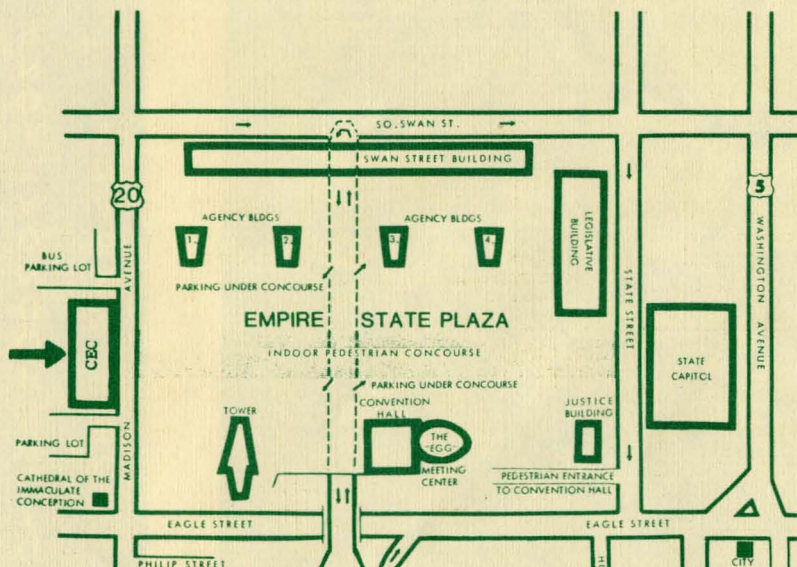 SO. SWAN ST.
SWAN STREET BUILDING
20
5
AGENCY BLDGS
AGENCY BLDGS
1.
2.
3.
4.
LEGISLATIVE
BUILDING
WASHINGTON AVENUE
BUS
PARKING LOT
MADISON AVENUE
PARKING UNDER CONCOURSE
EMPIRE STATE PLAZA
STATE STREET
CEC
INDOOR PEDESTRIAN CONCOURSE
STATE
CAPITOL
PARKING UNDER CONCOURSE
TOWER
CONVENTION
HALL
JUSTICE
BUILDING
THE
"EGG"
PARKING LOT
MEETING
CENTER
CATHEDRAL OF THE
IMMACULATE
CONCEPTION
PEDESTRIAN ENTRANCE
TO CONVENTION HALL
EAGLE STREET
EAGLE STREET
PHILIP STREET
CITY